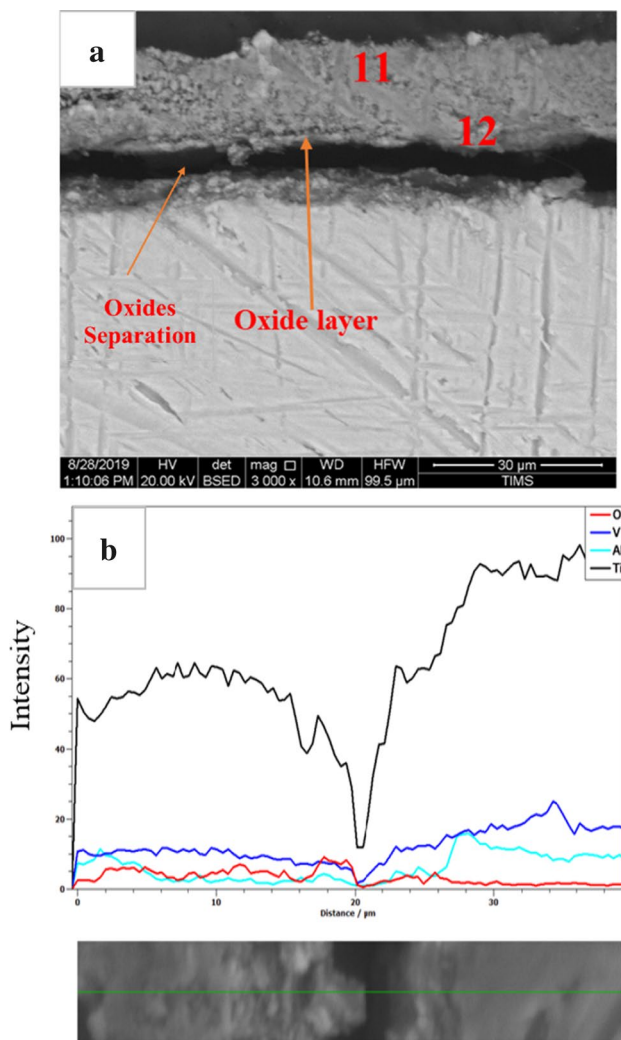 a
11
12
Oxides
Separation
Oxide layer
8/28/2019 HV det mag WD HFW 30 µm
1:10:06 PM 20.00 kV BSED 3 000 x 10.6 mm 99.5 µm TIMS
b
O
V
Ti
100
80
60
40
20
0
Intensity
0 10 20 30
Distance / µm